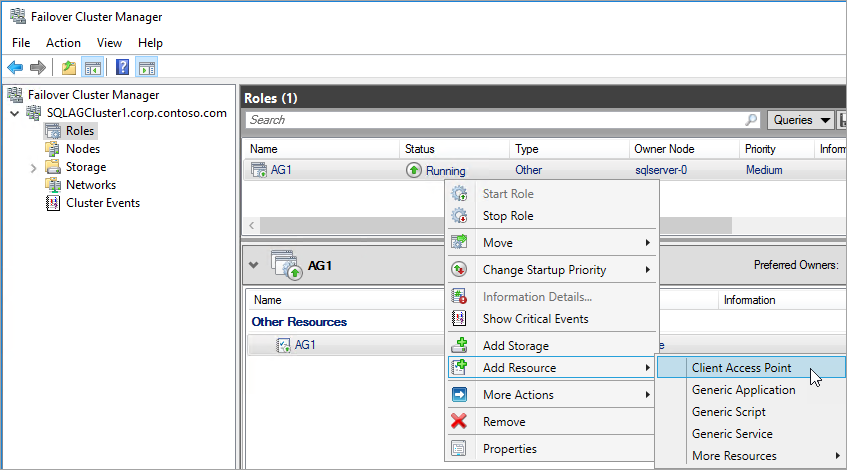 Failover Cluster Manager
File Action View Help
Failover Cluster Manager
SQLAGCluster1.corp.contoso.com
Roles
Nodes
Storage
Networks
Cluster Events
Roles (1)
Search
Queries
Name Status Type Owner Node Priority Inform
AG1 Running Other sqlserver-0 Medium
AG1
Preferred Owners:
Name Information
Other Resources
AG1
e
Start Role
Stop Role
Move
Change Startup Priority
Information Details...
Show Critical Events
Add Storage
Add Resource
More Actions
Remove
Properties
Client Access Point
Generic Application
Generic Script
Generic Service
More Resources